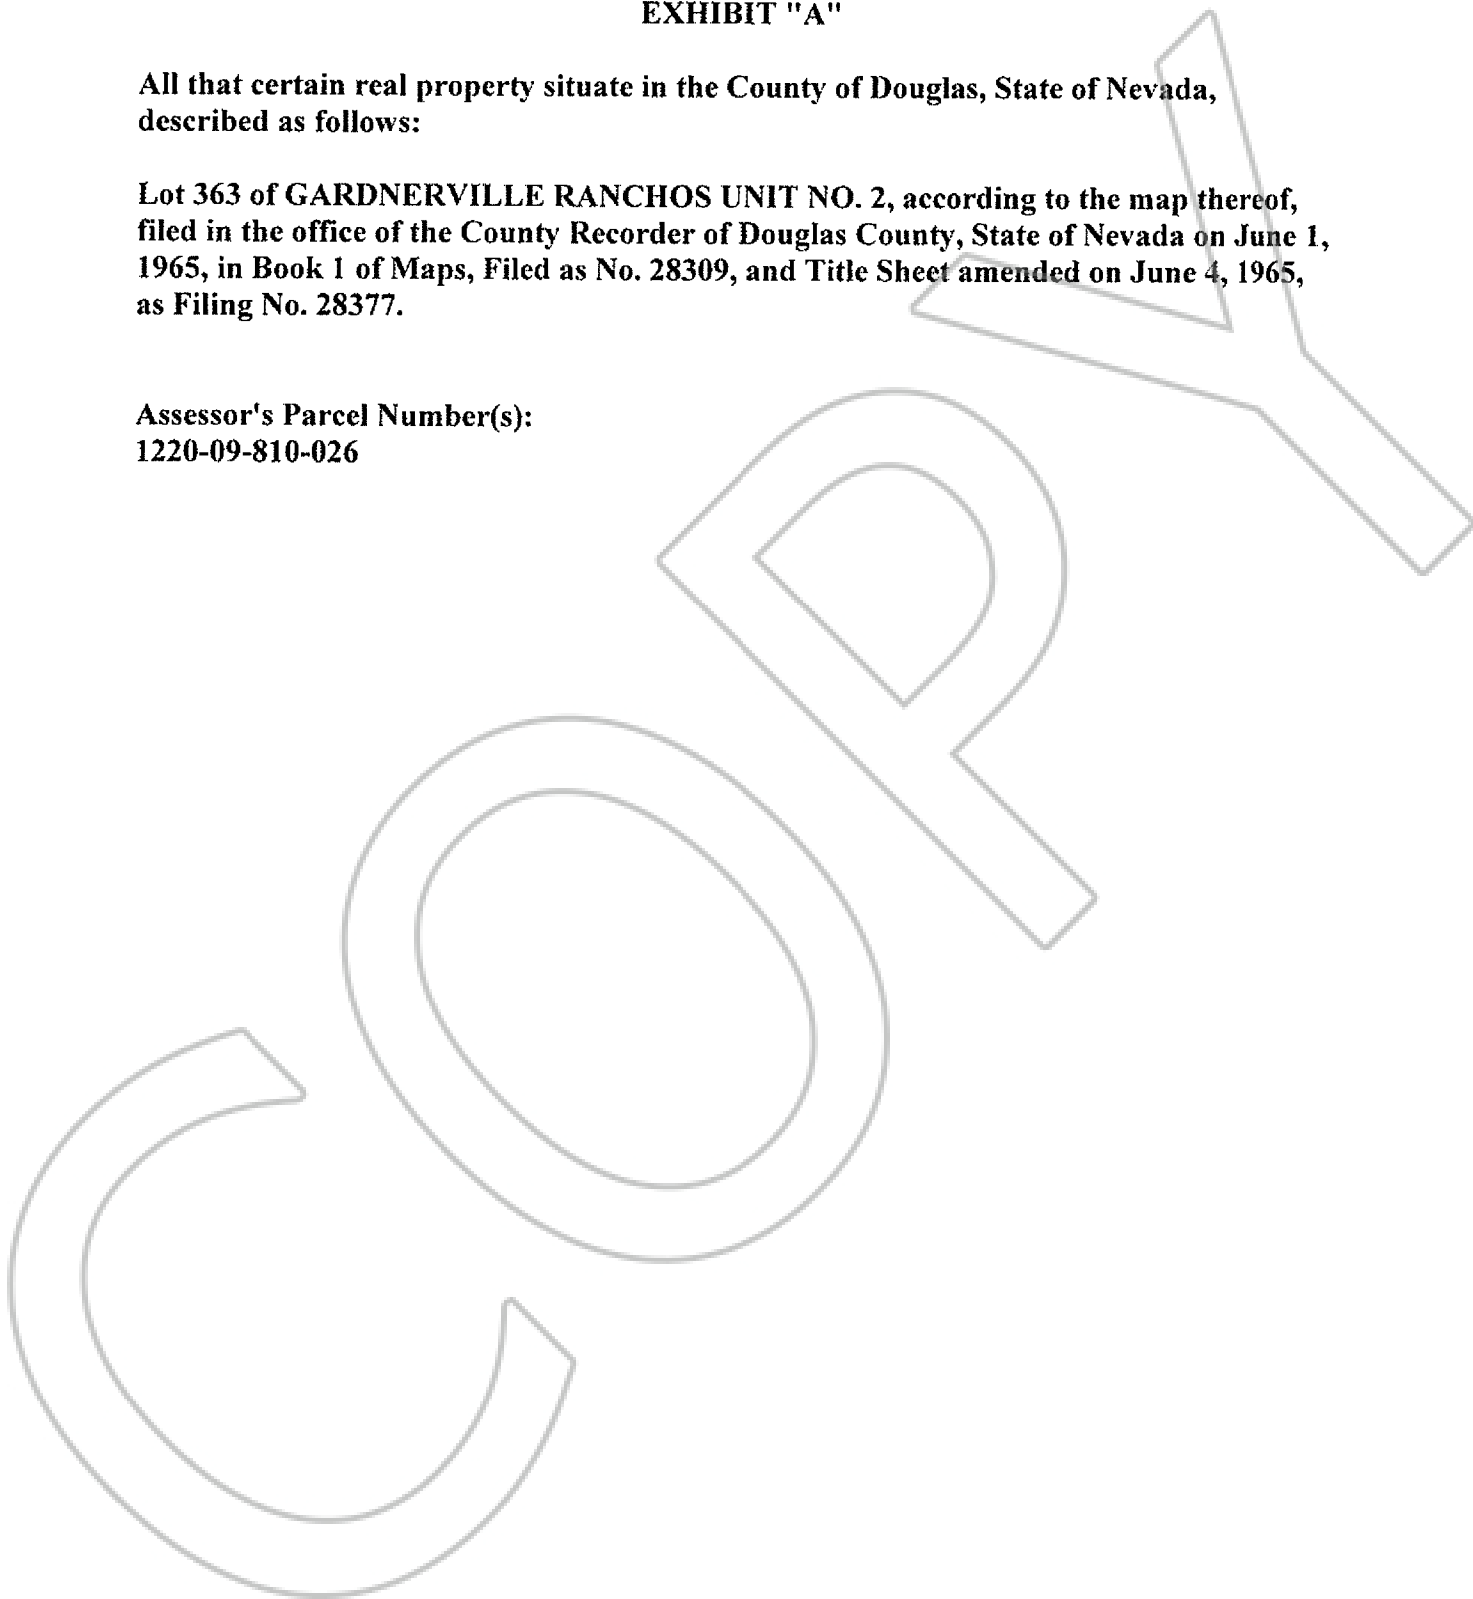 EXHIBIT "A"
All that certain real property situate in the County of Douglas, State of Nevada,
described as follows:
Lot 363 of GARDNERVILLE RANCHOS UNIT NO. 2, according to the map thereof,
filed in the office of the County Recorder of Douglas County, State of Nevada on June 1,
1965, in Book 1 of Maps, Filed as No. 28309, and Title Sheet amended on June 4, 1965,
as Filing No. 28377.
Assessor's Parcel Number(s):
1220-09-810-026
COPY